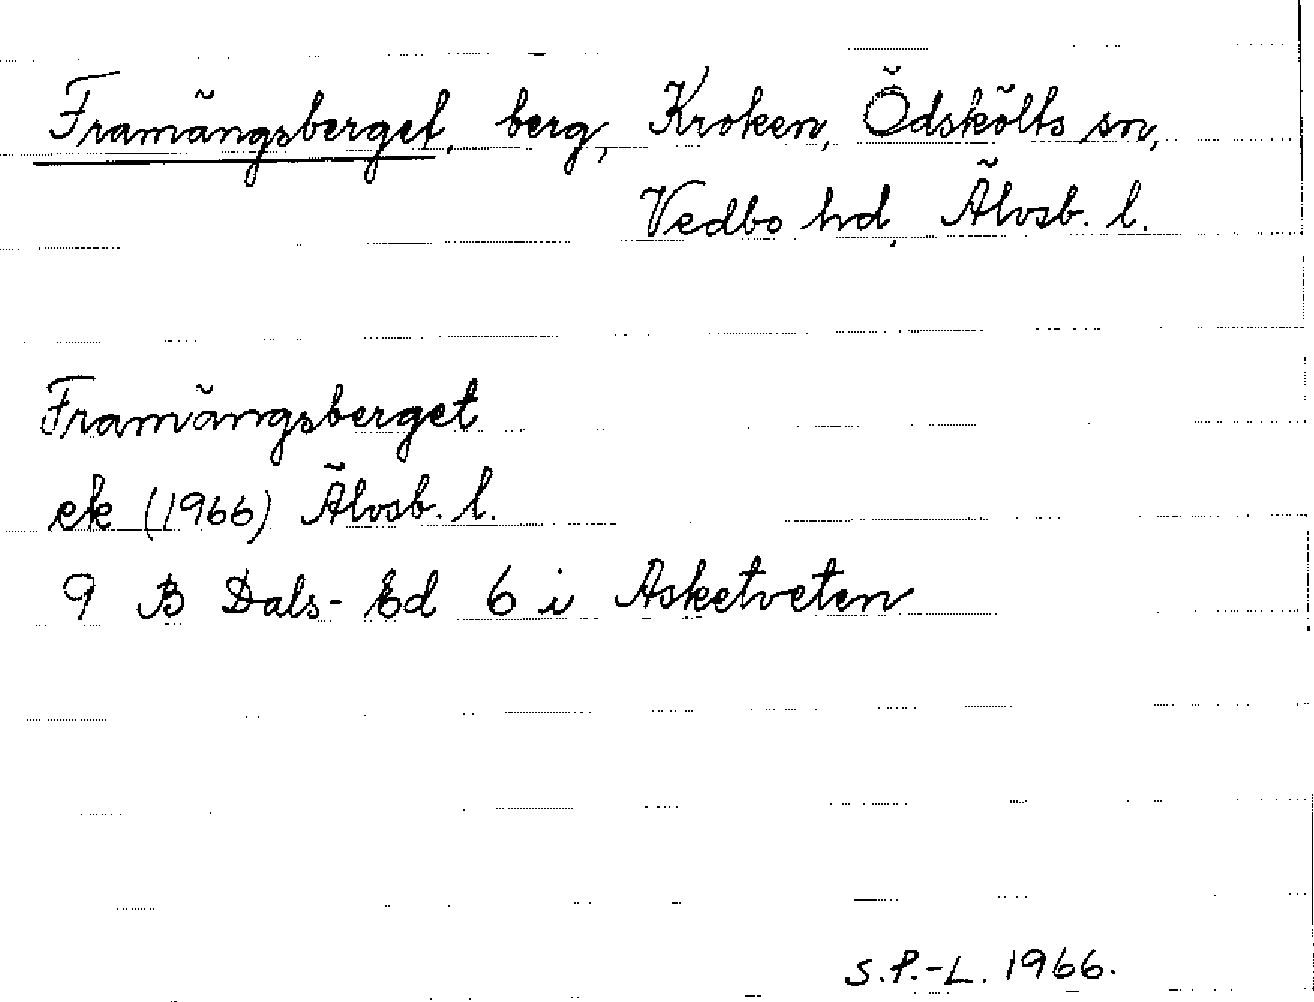 Framängsberget, berg, Kroken, Ödskölts sn,
Vedbo hd, Älvsb. l.
Framängsberget
ek (1966) Älvsb. l.
9 B Dals-Ed 6 i Asketveten
S.P.-L. 1966.